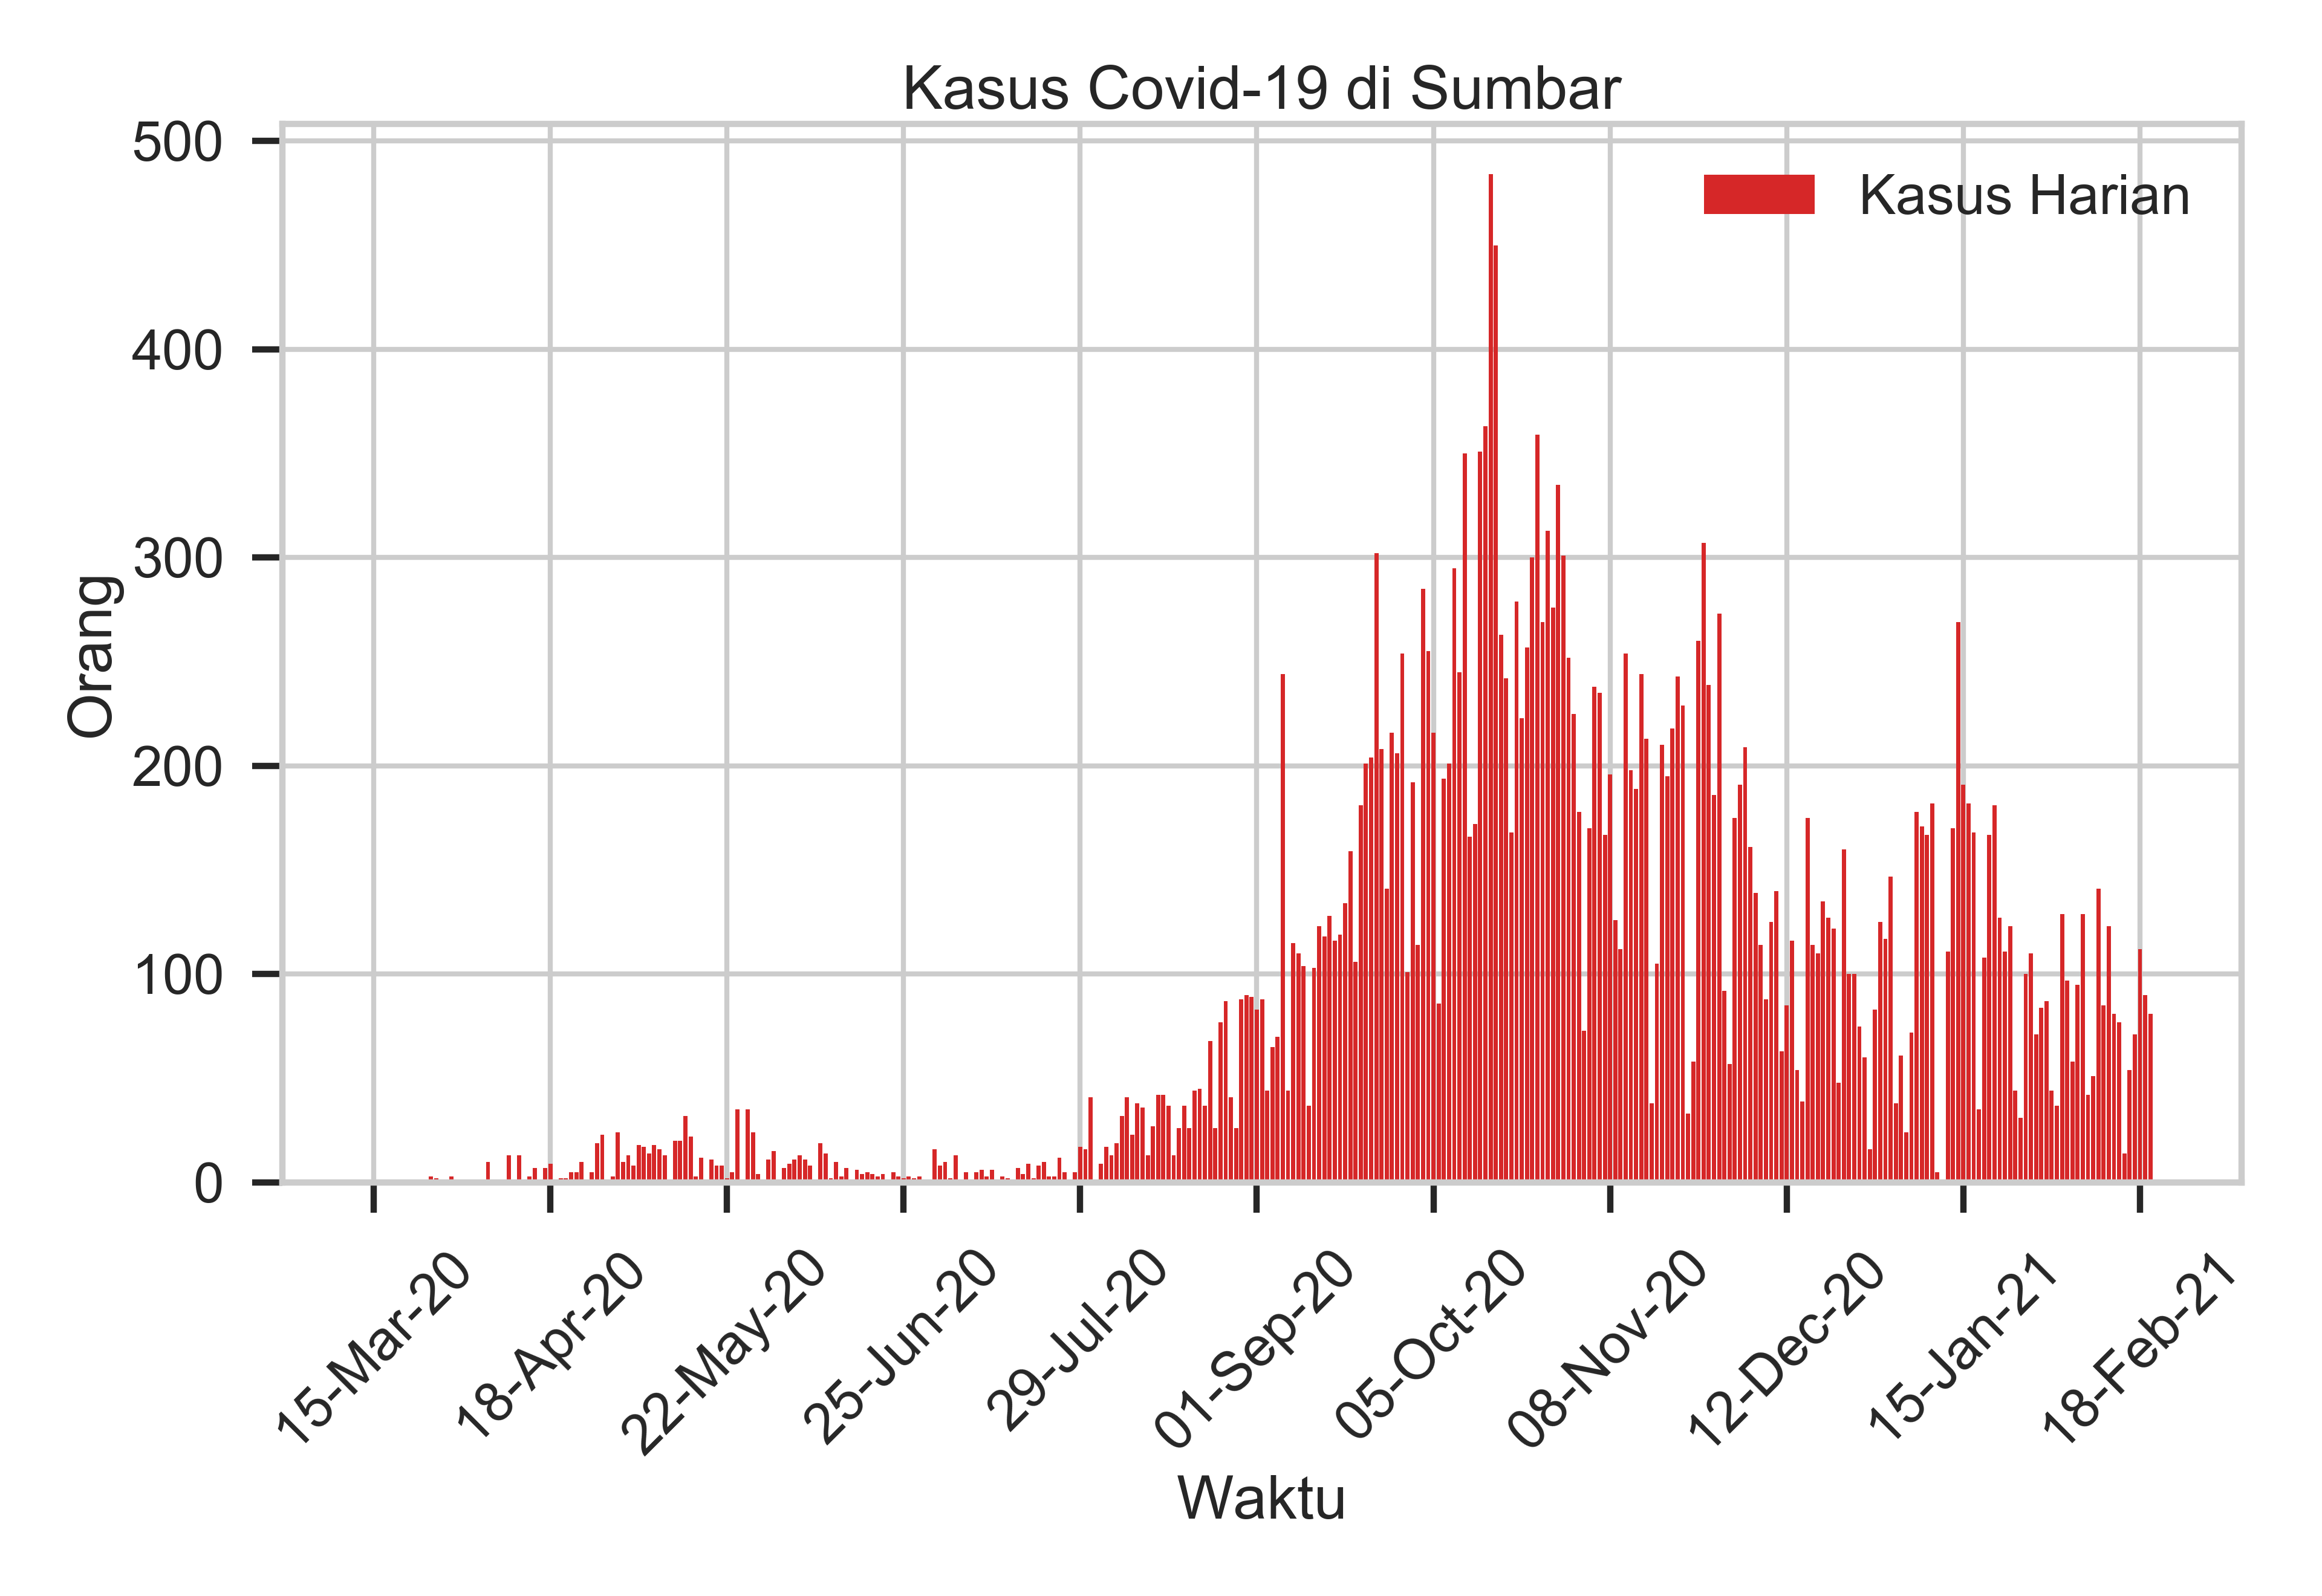 Kasus Covid-19 di Sumbar
Kasus Harian
Orang
500
400
300
200
100
0
15-Mar-20
18-Apr-20
22-May-20
25-Jun-20
29-Jul-20
01-Sep-20
05-Oct-20
08-Nov-20
12-Dec-20
15-Jan-21
18-Feb-21
Waktu